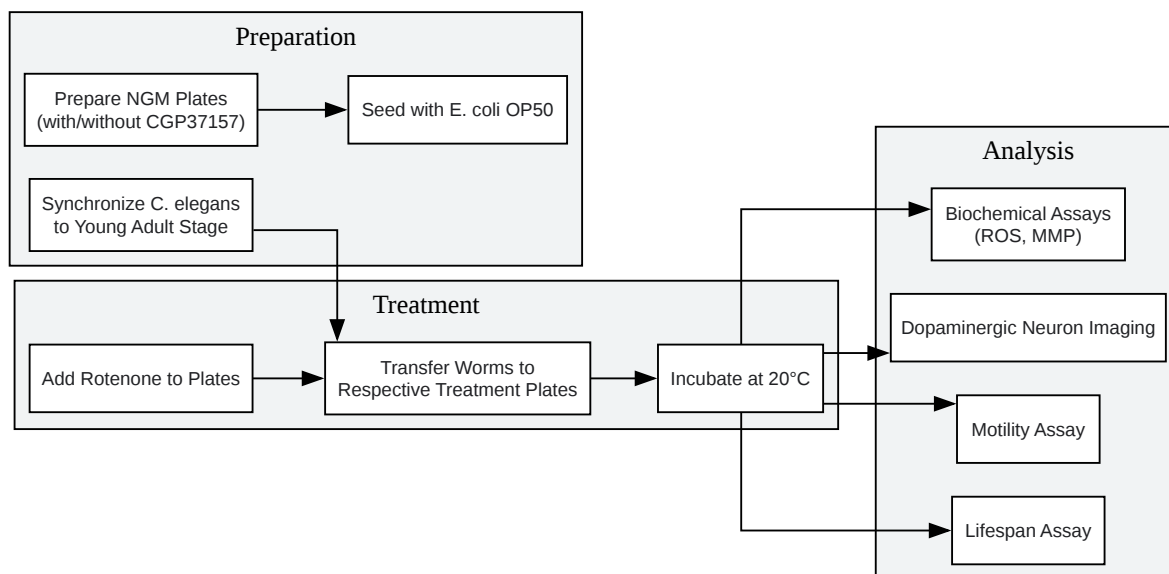 Preparation
Prepare NGM Plates
(with/without CGP37157)
Seed with E. coli OP50
Synchronize C. elegans
to Young Adult Stage
Treatment
Add Rotenone to Plates
Transfer Worms to
Respective Treatment Plates
Incubate at 20°C
Analysis
Biochemical Assays
(ROS, MMP)
Dopaminergic Neuron Imaging
Motility Assay
Lifespan Assay